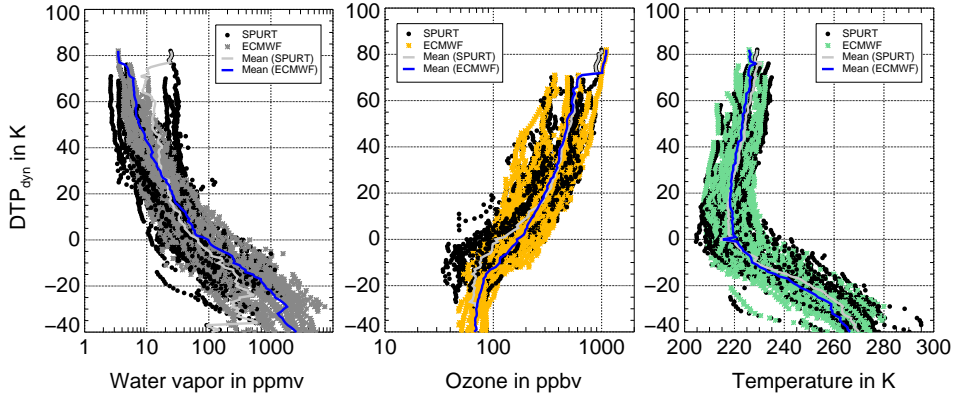 SPURT
ECMWF
Mean (SPURT)
Mean (ECMWF)
100
80
60
40
20
0
−20
−40
1 10 100 1000
DTPdyn in K
Water vapor in ppmv
SPURT
ECMWF
Mean (SPURT)
Mean (ECMWF)
100
80
60
40
20
0
−20
−40
10 100 1000
Ozone in ppbv
SPURT
ECMWF
Mean (SPURT)
Mean (ECMWF)
100
80
60
40
20
0
−20
−40
200 220 240 260 280 300
Temperature in K